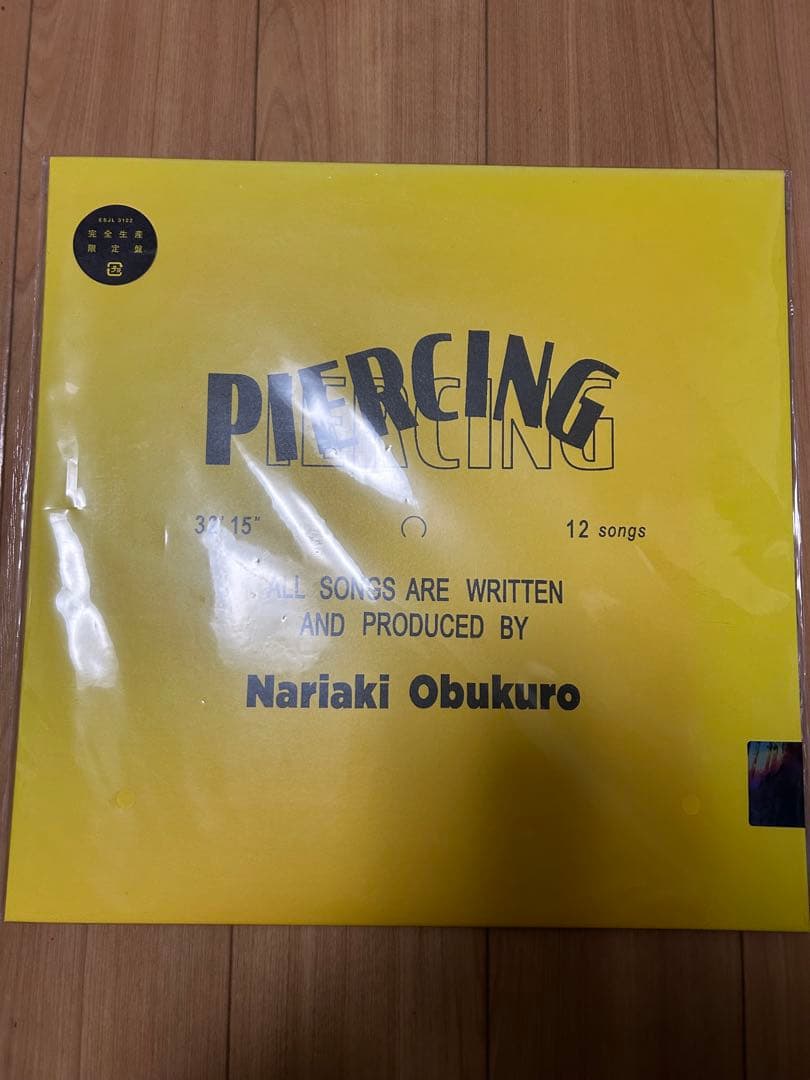 ESJL 3122
完全生産
限定盤
PIERCING
PIERCING
32' 15"
12 songs
ALL SONGS ARE WRITTEN
AND PRODUCED BY
Nariaki Obukuro